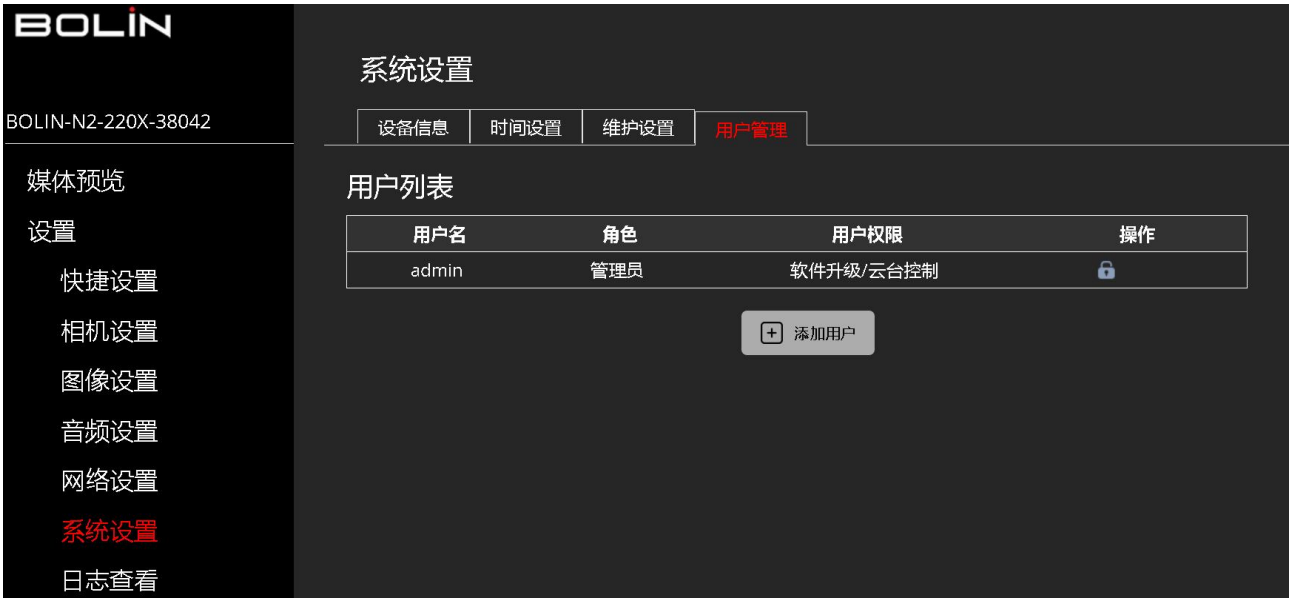 BOLIN
BOLIN-N2-220X-38042
媒体预览
设置
快捷设置
相机设置
图像设置
音频设置
网络设置
系统设置
日志查看
系统设置
设备信息 时间设置 维护设置 用户管理
用户列表
用户名 角色 用户权限 操作
admin 管理员 软件升级/云台控制
添加用户